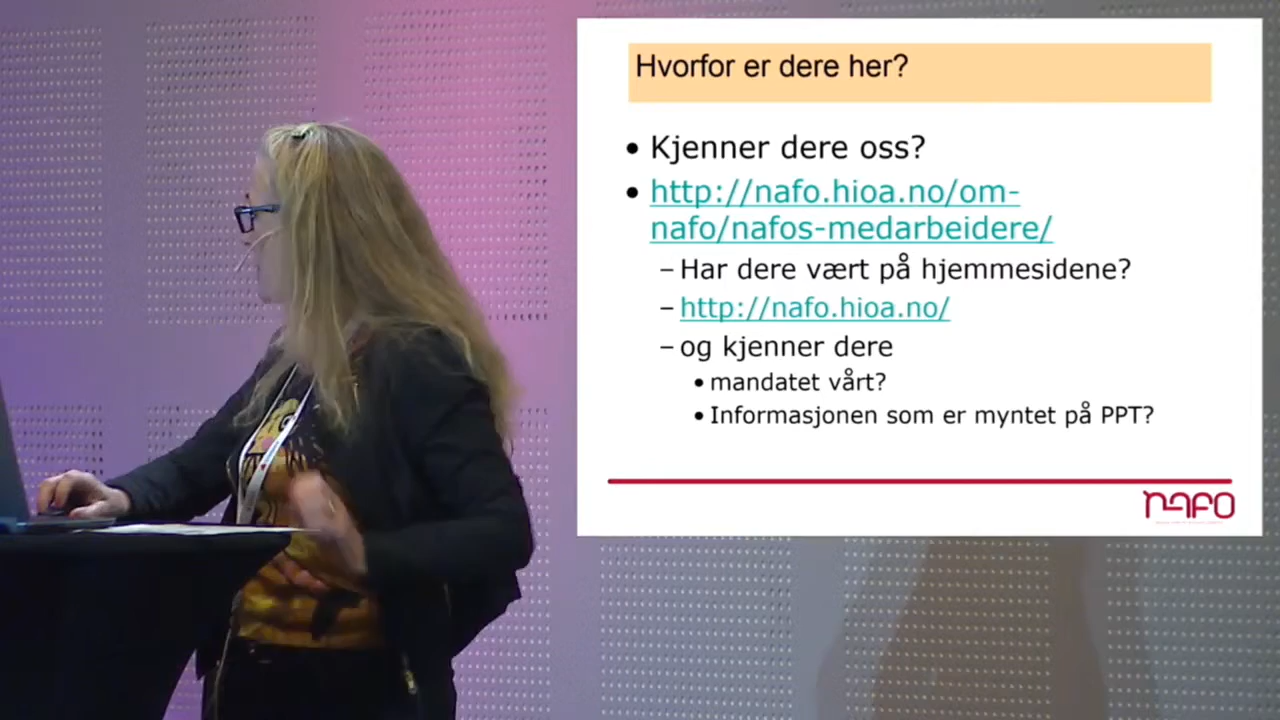 Hvorfor er dere her?
• Kjenner dere oss?
• http://nafo.hioa.no/om-
nafo/nafos-medarbeidere/
– Har dere vært på hjemmesidene?
– http://nafo.hioa.no/
– og kjenner dere
• mandatet vårt?
• Informasjonen som er myntet på PPT?
NAFO